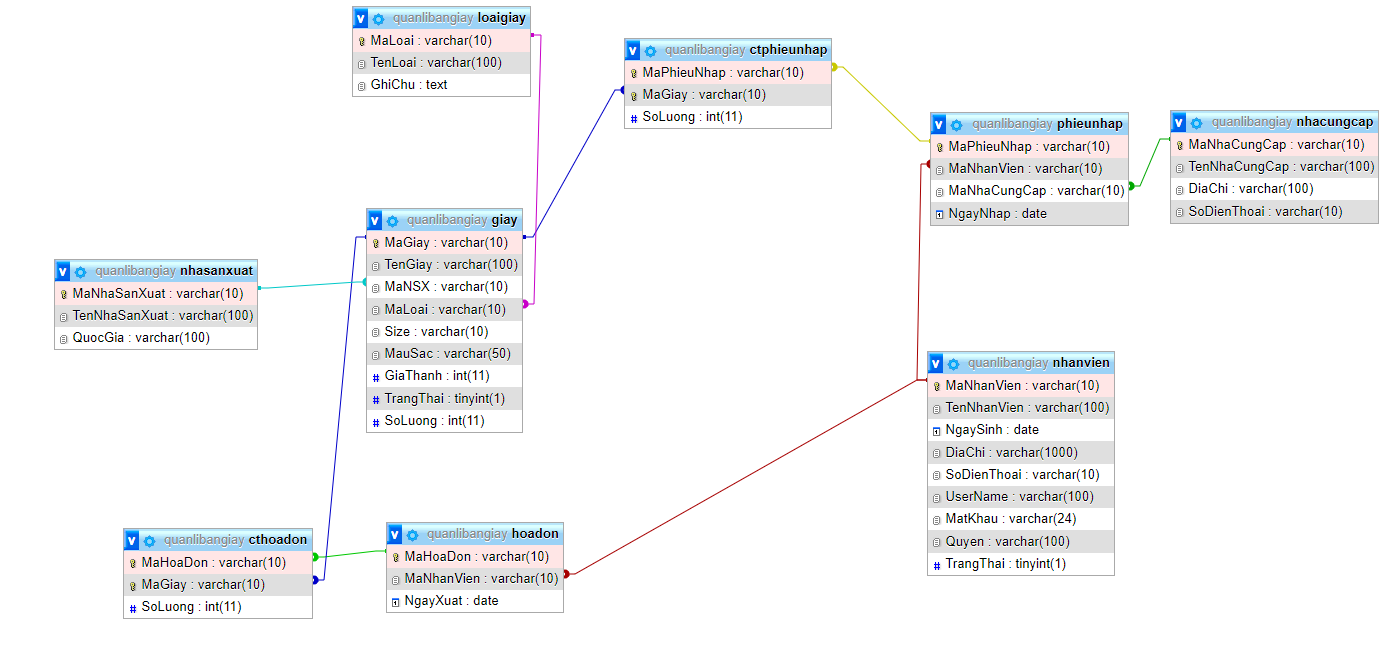 quanlibangiay loaigiay
MaLoai : varchar(10)
TenLoai : varchar(100)
GhiChu : text
quanlibangiay ctphieunhap
MaPhieuNhap : varchar(10)
MaGiay : varchar(10)
# SoLuong : int(11)
quanlibangiay phieunhap
MaPhieuNhap : varchar(10)
MaNhanVien : varchar(10)
MaNhaCungCap : varchar(10)
NgayNhap : date
quanlibangiay nhacungcap
MaNhaCungCap : varchar(10)
TenNhaCungCap : varchar(100)
DiaChi : varchar(100)
SoDienThoai : varchar(10)
quanlibangiay giay
MaGiay : varchar(10)
TenGiay : varchar(100)
MaNSX : varchar(10)
MaLoai : varchar(10)
Size : varchar(10)
MauSac : varchar(50)
# GiaThanh : int(11)
# TrangThai : tinyint(1)
# SoLuong : int(11)
quanlibangiay nhasanxuat
MaNhaSanXuat : varchar(10)
TenNhaSanXuat : varchar(100)
QuocGia : varchar(100)
quanlibangiay nhanvien
MaNhanVien : varchar(10)
TenNhanVien : varchar(100)
NgaySinh : date
DiaChi : varchar(1000)
SoDienThoai : varchar(10)
UserName : varchar(100)
MatKhau : varchar(24)
Quyen : varchar(100)
# TrangThai : tinyint(1)
quanlibangiay cthoadon
MaHoaDon : varchar(10)
MaGiay : varchar(10)
# SoLuong : int(11)
quanlibangiay hoadon
MaHoaDon : varchar(10)
MaNhanVien : varchar(10)
NgayXuat : date